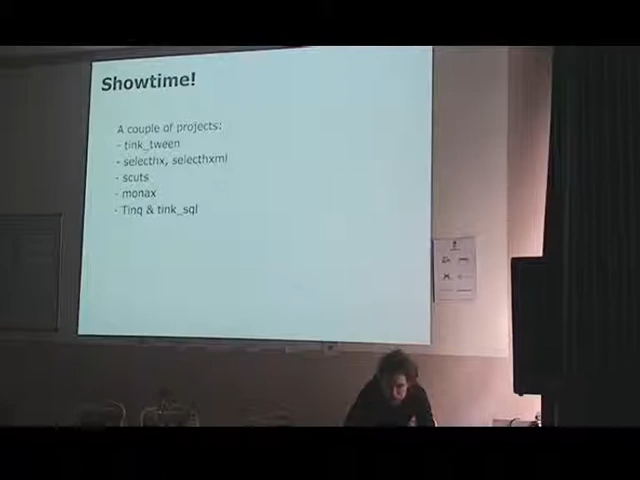 Showtime!
A couple of projects:
- tink_tween
- selecthx, selecthxml
- scuts
- monax
- Tinq & tink_sql